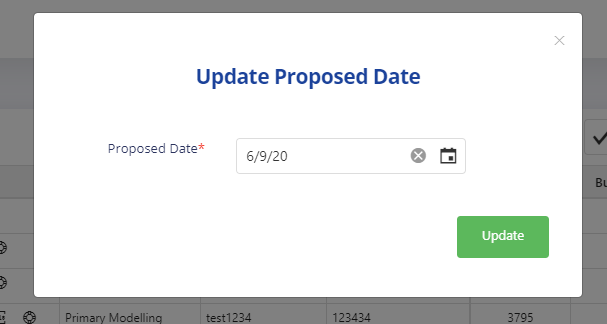 Update Proposed Date
Proposed Date*
6/9/20
Update
Bu
Primary Modelling test1234 123434 3795